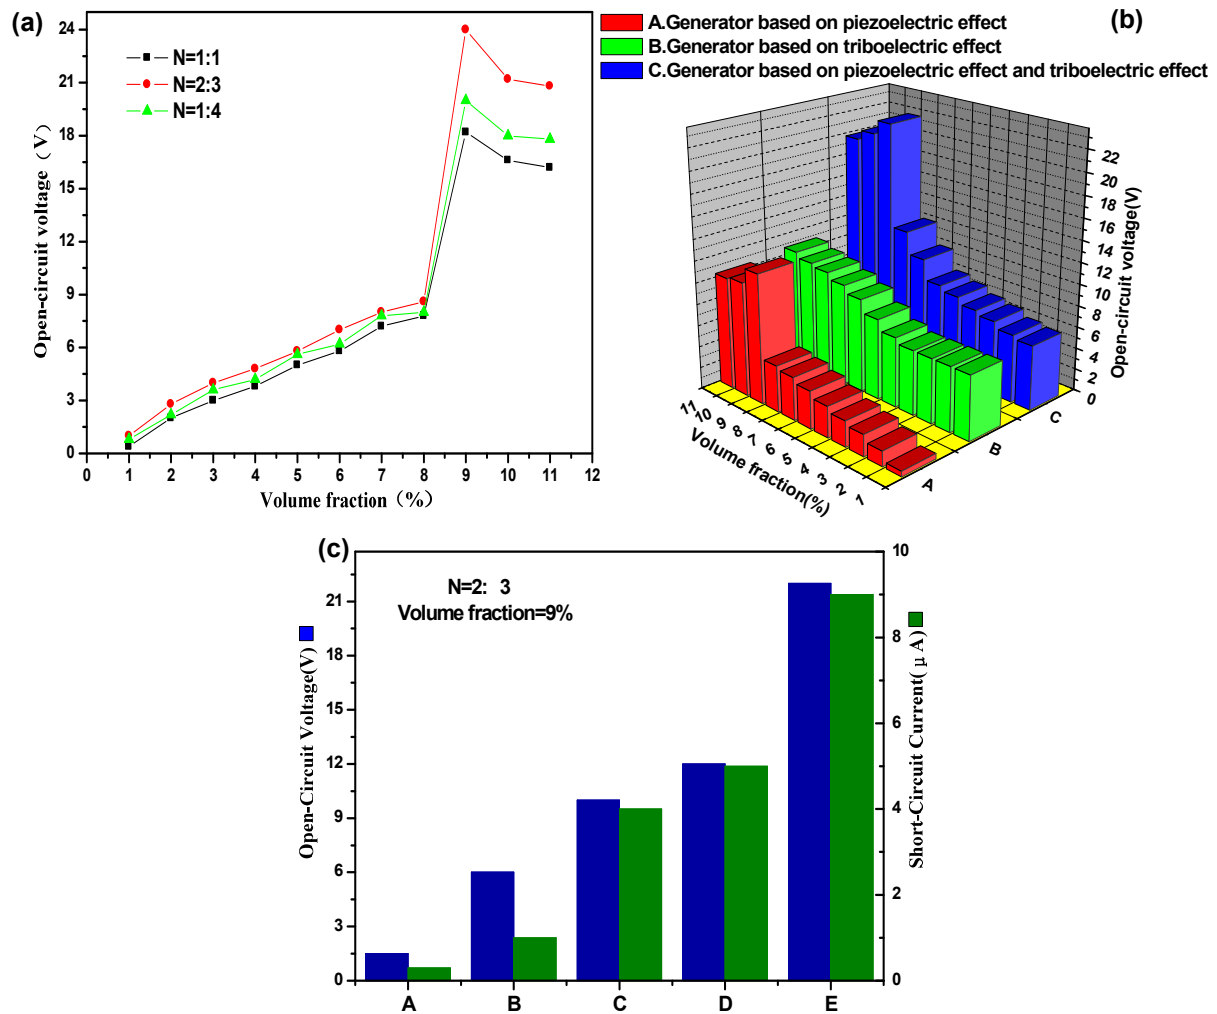 (a)
24
21
18
15
12
9
6
3
0
Open-circuit voltage（V）
N=1:1
N=2:3
N=1:4
0 1 2 3 4 5 6 7 8 9 10 11 12
Volume fraction（%）
(b)
A.Generator based on piezoelectric effect
B.Generator based on triboelectric effect
C.Generator based on piezoelectric effect and triboelectric effect
22
20
18
16
14
12
10
8
6
4
2
0
Open-circuit voltage(V)
11 10 9 8 7 6 5 4 3 2 1
Volume fraction(%)
A
B
C
(c)
N=2: 3
Volume fraction=9%
21
18
15
12
9
6
3
0
Open-Circuit Voltage(V)
10
8
6
4
2
0
Short-Circuit Current( μ A)
A B C D E